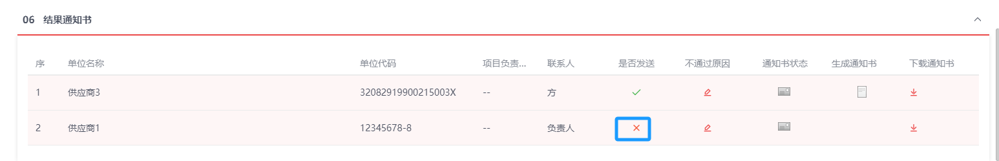 06 结果通知书
序 单位名称 单位代码 项目负责... 联系人 是否发送 不通过原因 通知书状态 生成通知书 下载通知书
1 供应商3 32082919900215003X -- 方
2 供应商1 12345678-8 -- 负责人